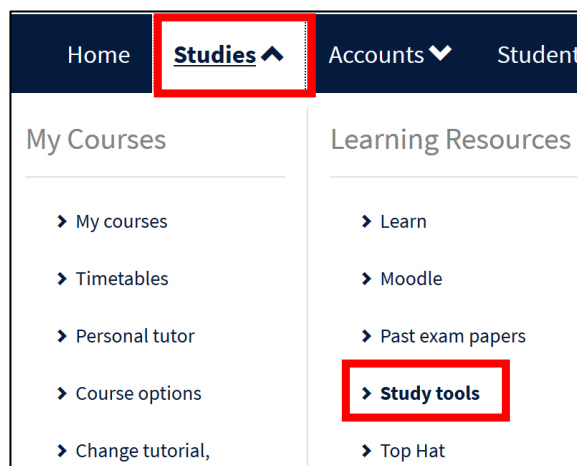 Home Studies Accounts Student
My Courses
My courses
Timetables
Personal tutor
Course options
Change tutorial,
Learning Resources
Learn
Moodle
Past exam papers
Study tools
Top Hat